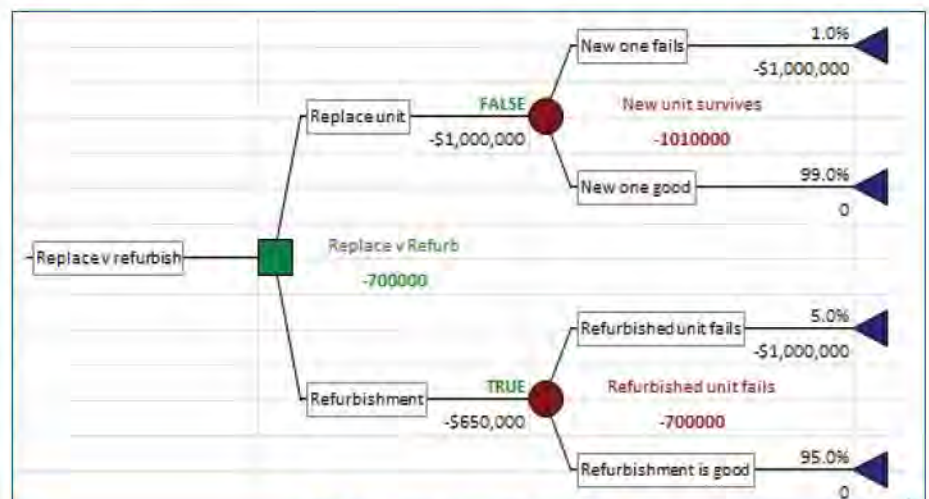 New one fails
1.0%
-$1,000,000
Replace unit
FALSE
-$1,000,000
New unit survives
-1010000
New one good
99.0%
0
Replace v refurbish
Replace v Refurb
-700000
Refurbished unit fails
5.0%
-$1,000,000
Refurbishment
TRUE
-$650,000
Refurbished unit fails
-700000
Refurbishment is good
95.0%
0